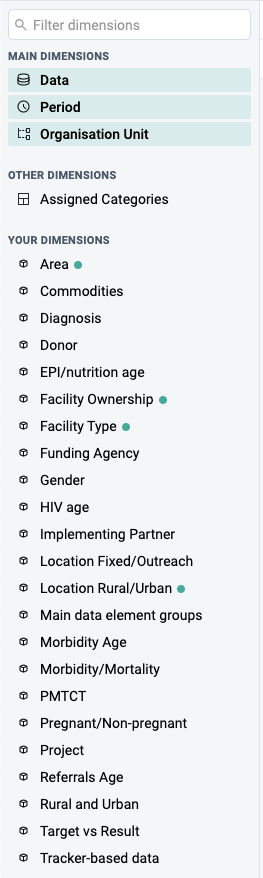 Filter dimensions
MAIN DIMENSIONS
Data
Period
Organisation Unit
OTHER DIMENSIONS
Assigned Categories
YOUR DIMENSIONS
Area
Commodities
Diagnosis
Donor
EPI/nutrition age
Facility Ownership
Facility Type
Funding Agency
Gender
HIV age
Implementing Partner
Location Fixed/Outreach
Location Rural/Urban
Main data element groups
Morbidity Age
Morbidity/Mortality
PMTCT
Pregnant/Non-pregnant
Project
Referrals Age
Rural and Urban
Target vs Result
Tracker-based data